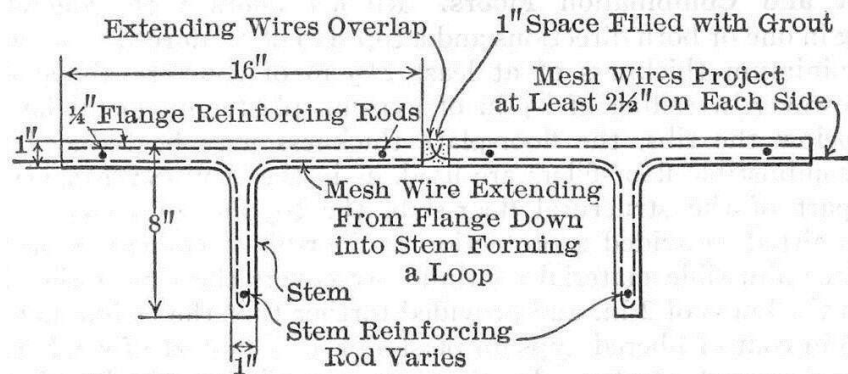 Extending Wires Overlap
1" Space Filled with Grout
16"
Mesh Wires Project
at Least 2½" on Each Side
¼" Flange Reinforcing Rods
1"
8"
Mesh Wire Extending
From Flange Down
into Stem Forming
a Loop
Stem
Stem Reinforcing
Rod Varies
1"